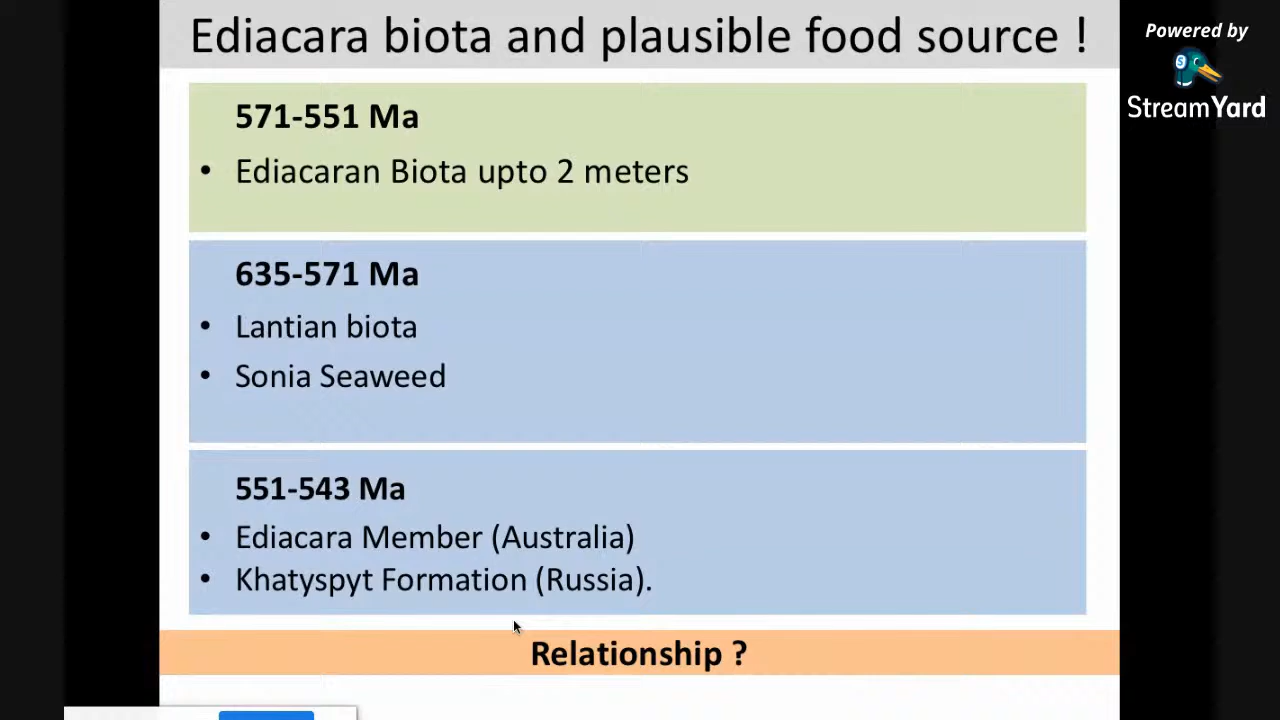 Ediacara biota and plausible food source !
Powered by
StreamYard
571-551 Ma
• Ediacaran Biota upto 2 meters
635-571 Ma
• Lantian biota
• Sonia Seaweed
551-543 Ma
• Ediacara Member (Australia)
• Khatyspyt Formation (Russia).
Relationship ?